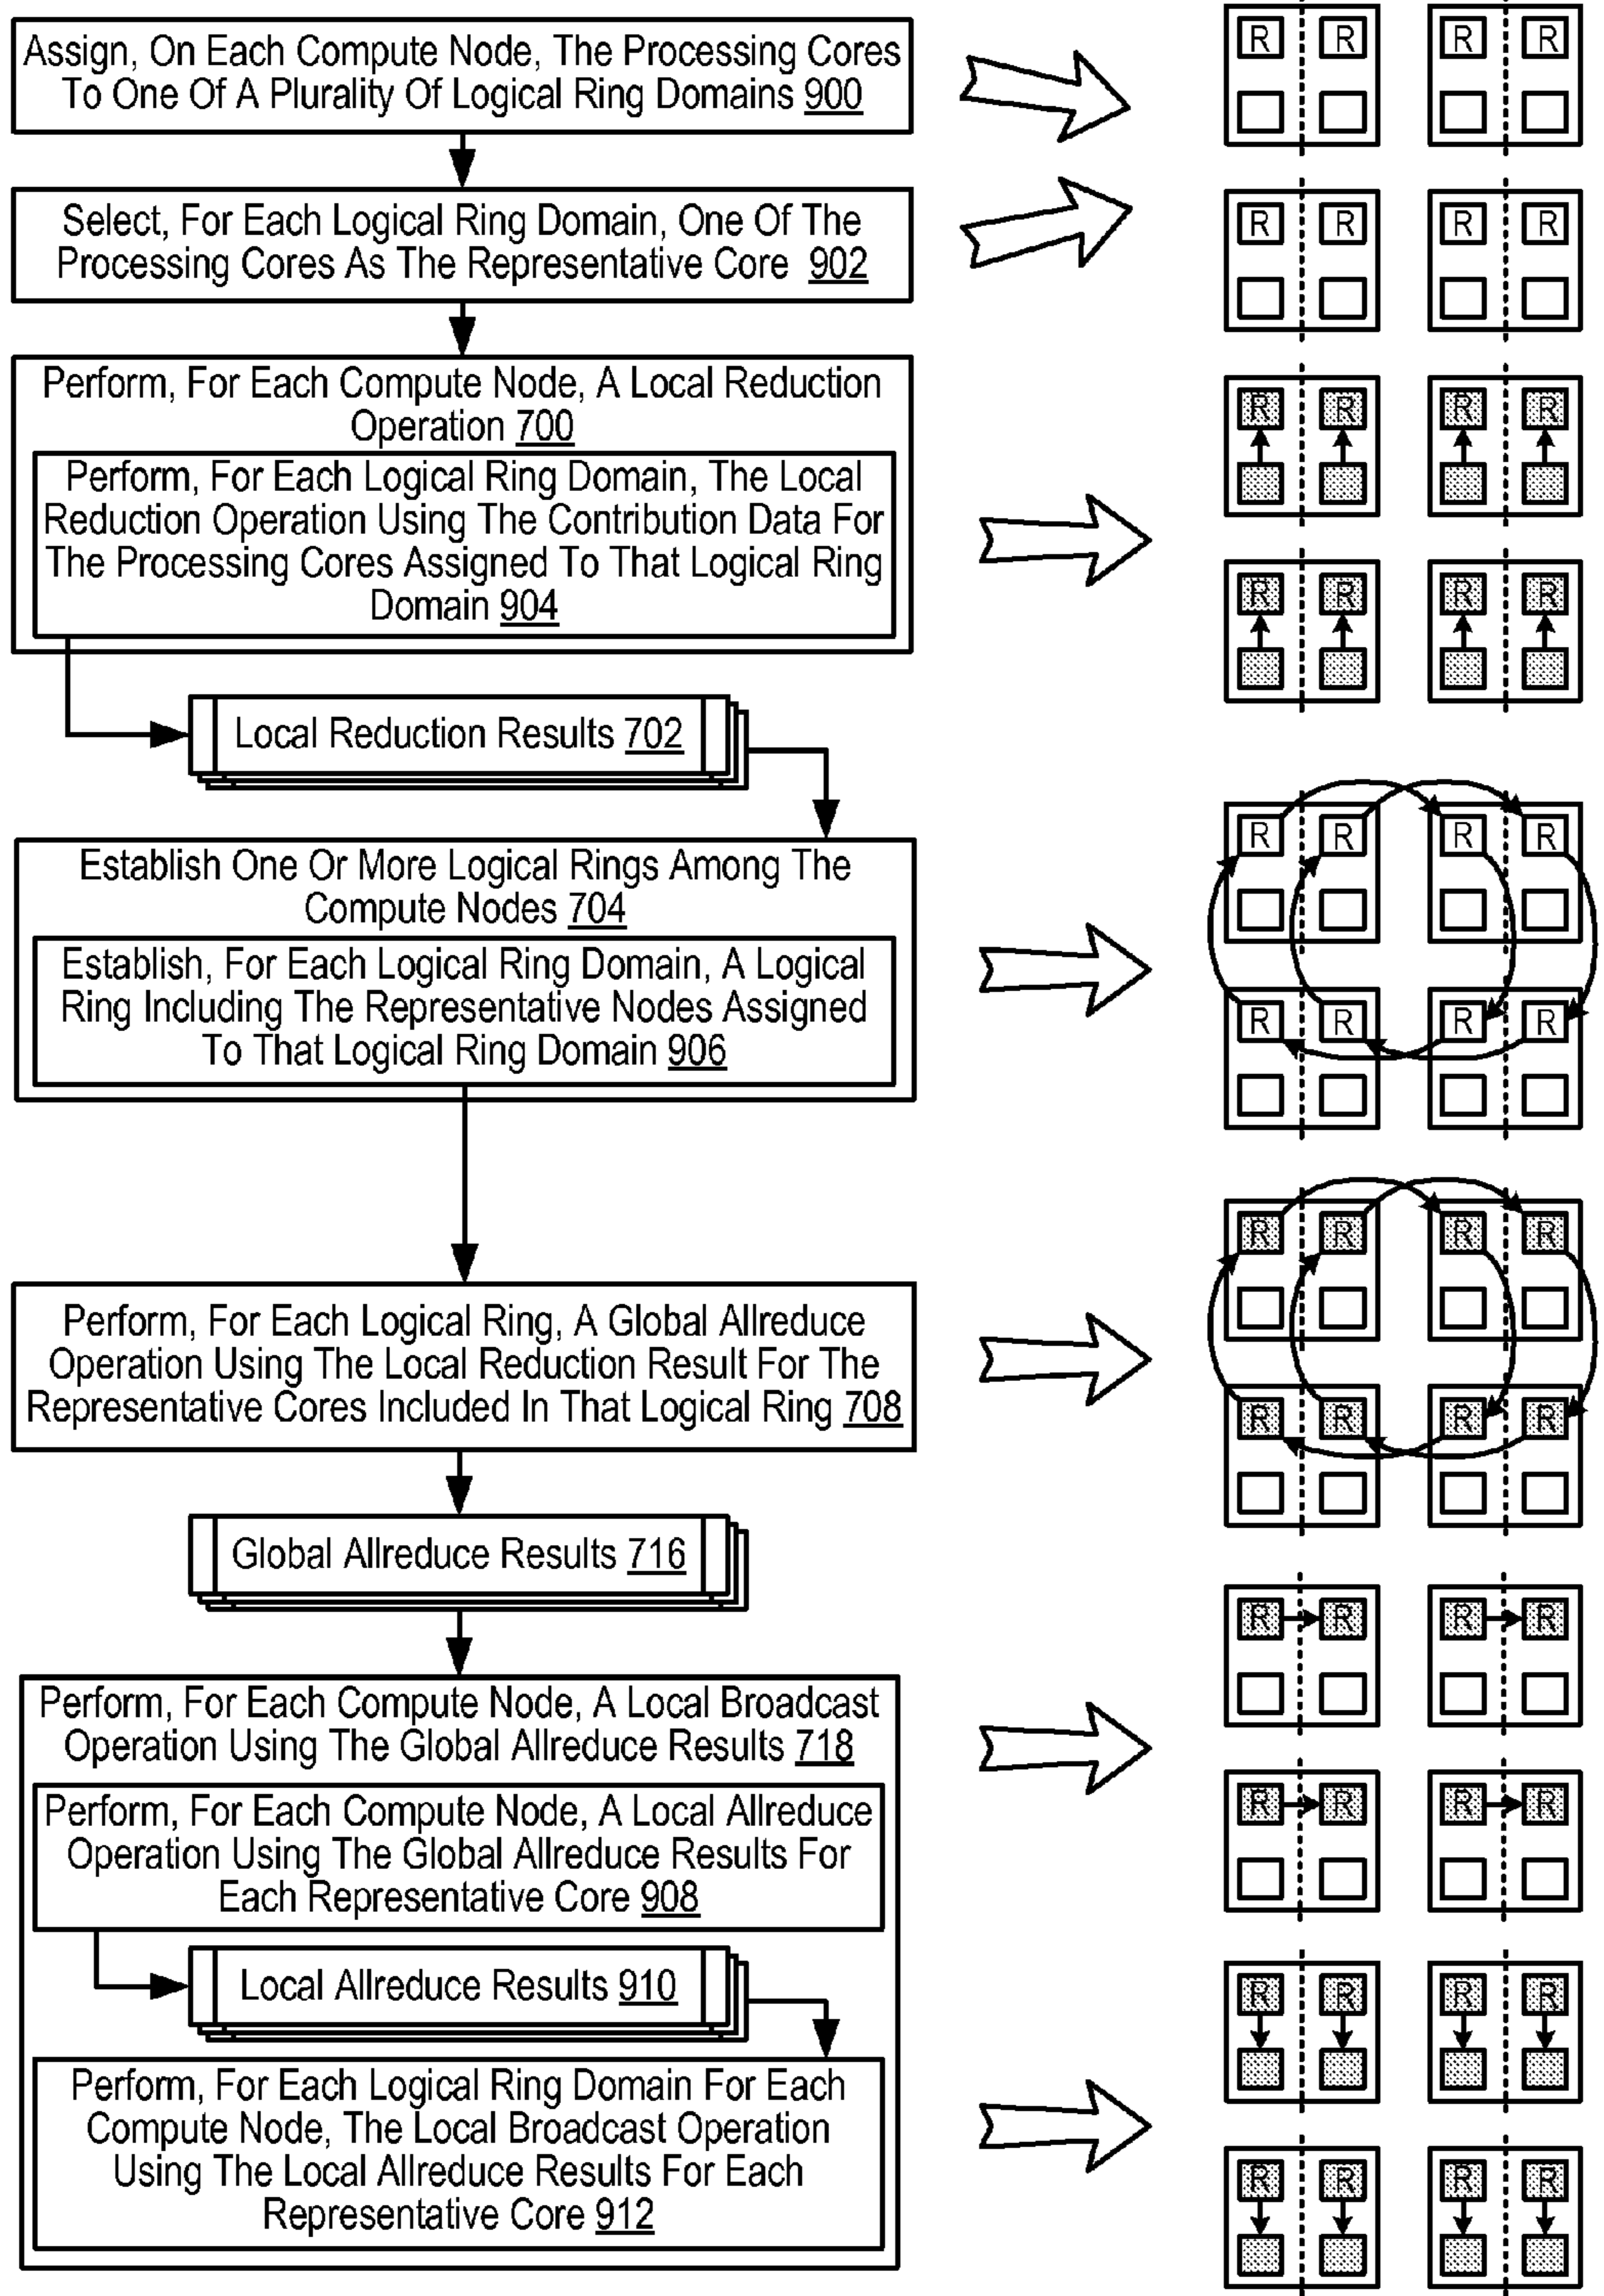 Assign, On Each Compute Node, The Processing Cores
To One Of A Plurality Of Logical Ring Domains 900
Select, For Each Logical Ring Domain, One Of The
Processing Cores As The Representative Core 902
Perform, For Each Compute Node, A Local Reduction
Operation 700
Perform, For Each Logical Ring Domain, The Local
Reduction Operation Using The Contribution Data For
The Processing Cores Assigned To That Logical Ring
Domain 904
Local Reduction Results 702
Establish One Or More Logical Rings Among The
Compute Nodes 704
Establish, For Each Logical Ring Domain, A Logical
Ring Including The Representative Nodes Assigned
To That Logical Ring Domain 906
Perform, For Each Logical Ring, A Global Allreduce
Operation Using The Local Reduction Result For The
Representative Cores Included In That Logical Ring 708
Global Allreduce Results 716
Perform, For Each Compute Node, A Local Broadcast
Operation Using The Global Allreduce Results 718
Perform, For Each Compute Node, A Local Allreduce
Operation Using The Global Allreduce Results For
Each Representative Core 908
Local Allreduce Results 910
Perform, For Each Logical Ring Domain For Each
Compute Node, The Local Broadcast Operation
Using The Local Allreduce Results For Each
Representative Core 912
R R R R
R R R R
R R R R
R R R R
R R R R
R R R R
R R R R
R R R R
R R R R
R R R R
R R R R
R R R R